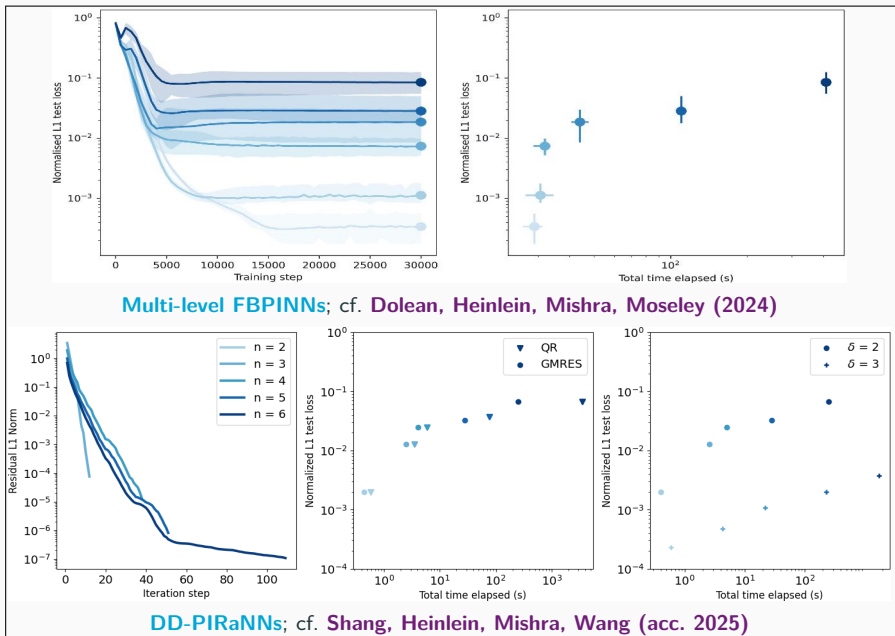 Normalised L1 test loss
10⁰
10⁻¹
10⁻²
10⁻³
0 5000 10000 15000 20000 25000 30000
Training step
Normalised L1 test loss
10⁰
10⁻¹
10⁻²
10⁻³
10²
Total time elapsed (s)
Multi-level FBPINNs; cf. Dolean, Heinlein, Mishra, Moseley (2024)
Residual L1 Norm
10⁰
10⁻¹
10⁻²
10⁻³
10⁻⁴
10⁻⁵
10⁻⁶
10⁻⁷
n = 2
n = 3
n = 4
n = 5
n = 6
0 20 40 60 80 100
Iteration step
Normalized L1 test loss
10⁰
10⁻¹
10⁻²
10⁻³
10⁻⁴
QR
GMRES
10⁰ 10¹ 10² 10³
Total time elapsed (s)
Normalized L1 test loss
10⁰
10⁻¹
10⁻²
10⁻³
10⁻⁴
δ = 2
δ = 3
10⁰ 10¹ 10²
Total time elapsed (s)
DD-PIRaNNs; cf. Shang, Heinlein, Mishra, Wang (acc. 2025)